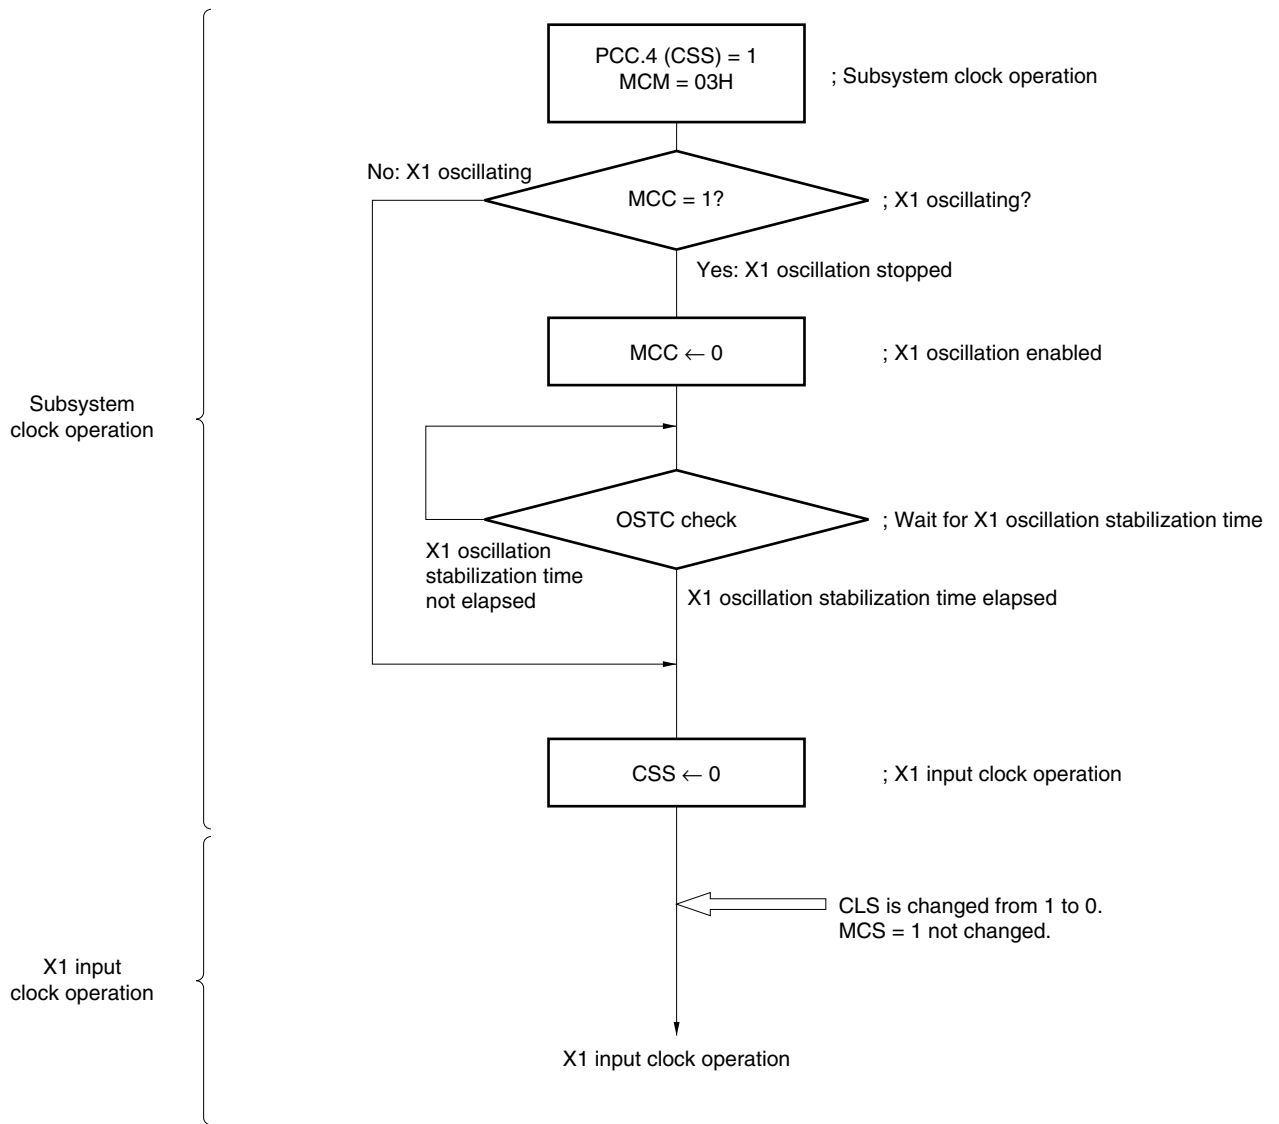 PCC.4 (CSS) = 1
MCM = 03H
; Subsystem clock operation
No: X1 oscillating
MCC = 1?
; X1 oscillating?
Yes: X1 oscillation stopped
MCC ← 0
; X1 oscillation enabled
Subsystem
clock operation
OSTC check
; Wait for X1 oscillation stabilization time
X1 oscillation
stabilization time
not elapsed
X1 oscillation stabilization time elapsed
CSS ← 0
; X1 input clock operation
CLS is changed from 1 to 0.
MCS = 1 not changed.
X1 input
clock operation
X1 input clock operation